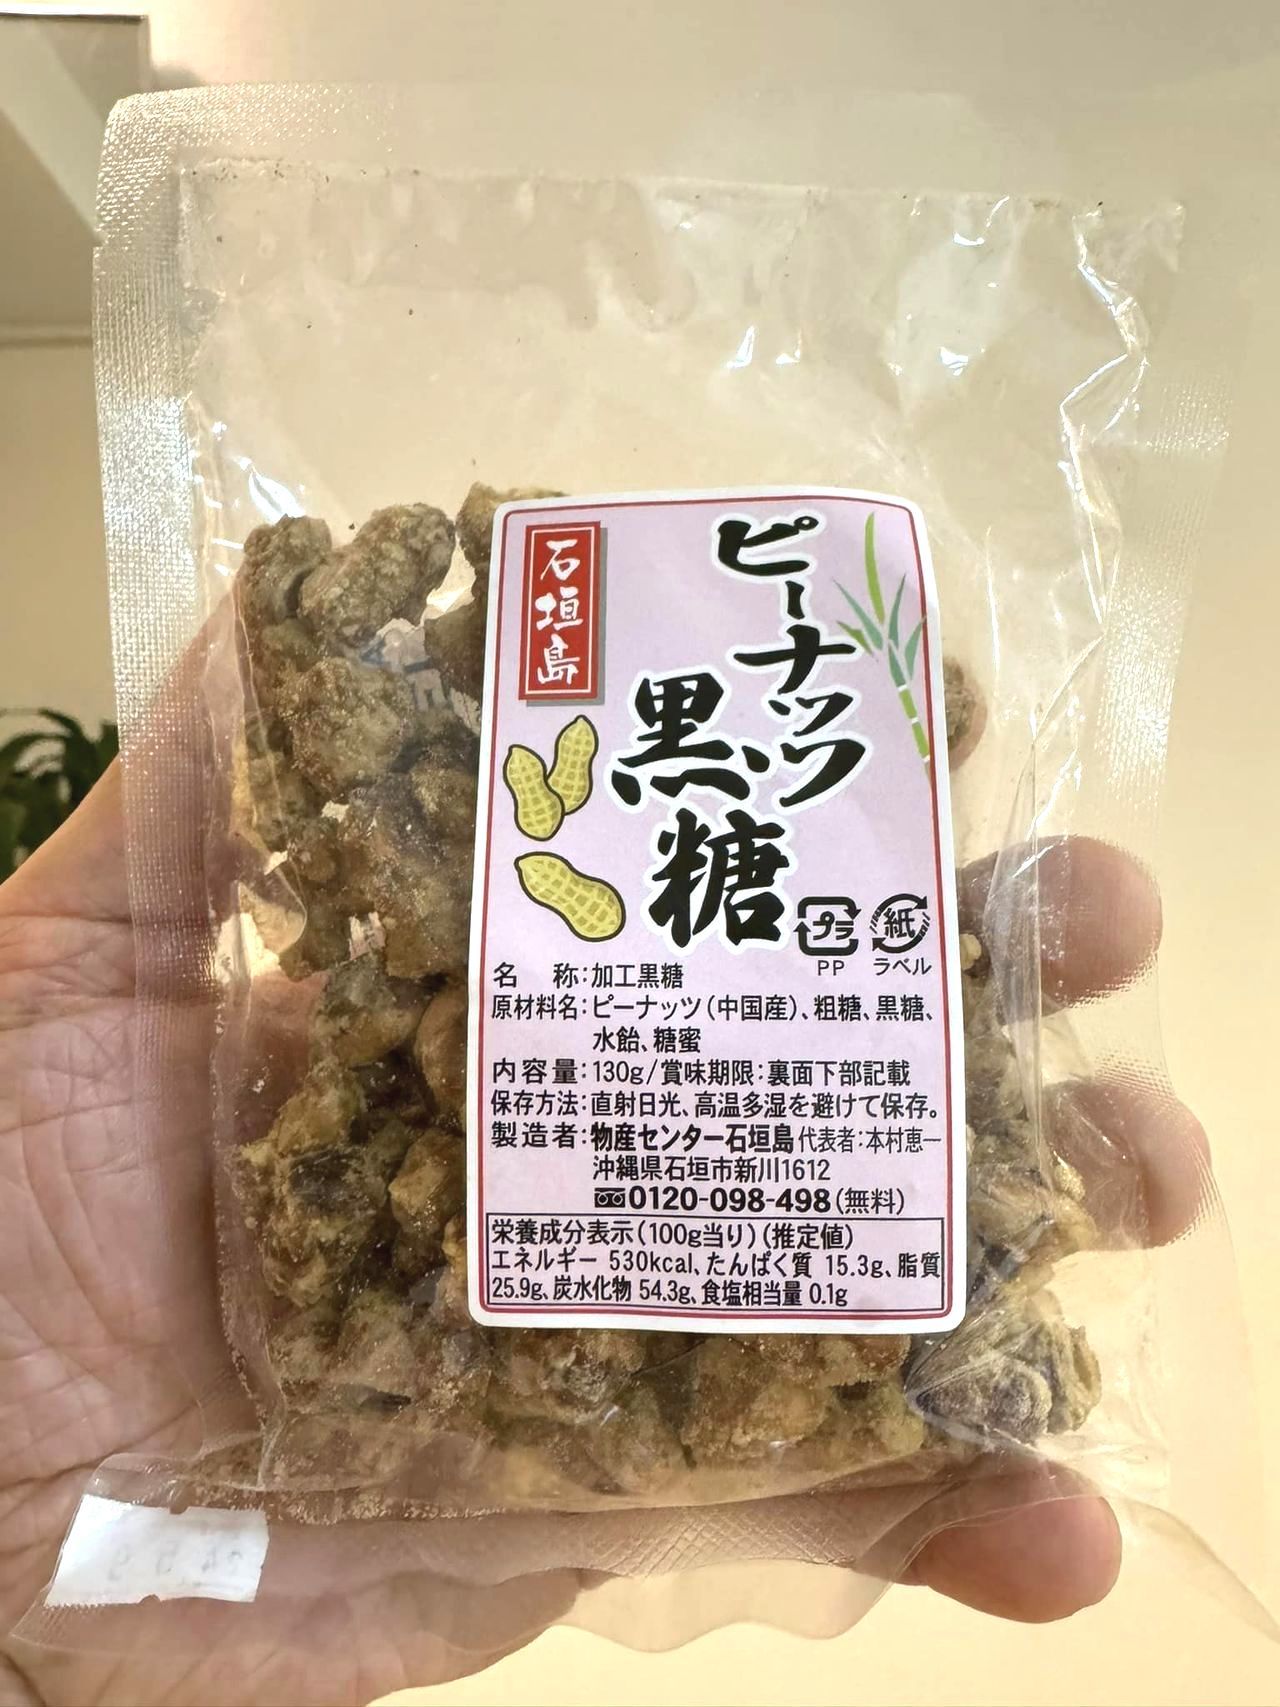 石垣島
ピーナッツ
黒糖
プラ
PP
紙
ラベル
名 称:加工黒糖
原材料名:ピーナッツ(中国産)、粗糖、黒糖、
水飴、糖蜜
内容量:130g/賞味期限:裏面下部記載
保存方法:直射日光、高温多湿を避けて保存。
製造者:物産センター石垣島 代表者:本村恵一
沖縄県石垣市新川1612
0120-098-498(無料)
栄養成分表示(100g当り)(推定値)
エネルギー 530kcal、たんぱく質 15.3g、脂質
25.9g、炭水化物 54.3g、食塩相当量 0.1g